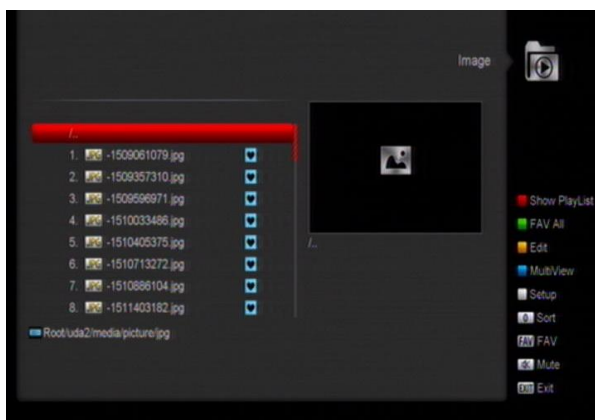 Image
/..
1. -1509061079.jpg
2. -1509357310.jpg
3. -1509596971.jpg
4. -1510033486.jpg
5. -1510405375.jpg
6. -1510713272.jpg
7. -1510886104.jpg
8. -1511403182.jpg
/..
Root/uda2/media/picture/jpg
Show PlayList
FAV All
Edit
MultiView
Setup
0 Sort
FAV FAV
Mute
EXIT Exit